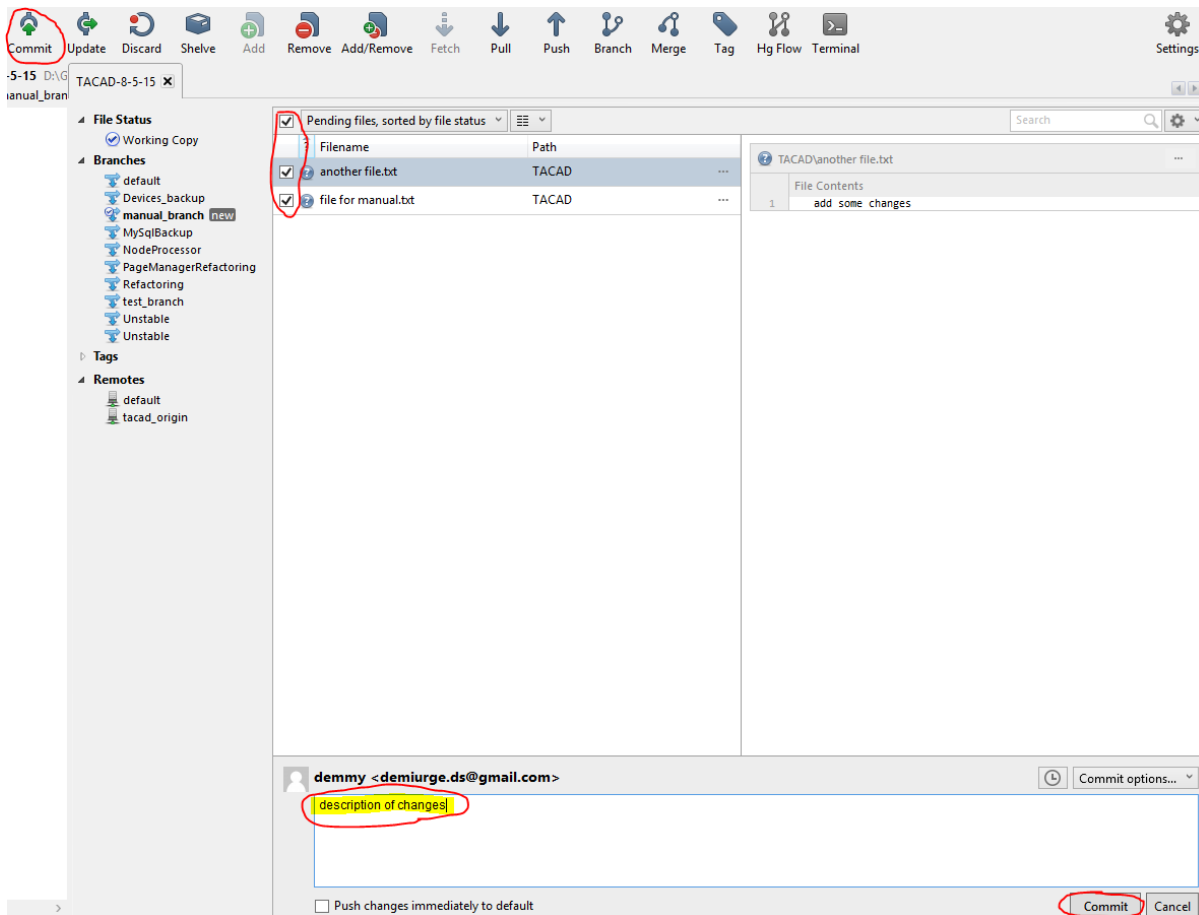 Commit Update Discard Shelve Add Remove Add/Remove Fetch Pull Push Branch Merge Tag Hg Flow Terminal Settings
-5-15 D:\G
TACAD-8-5-15
anual_bran
File Status
Working Copy
Branches
default
Devices_backup
manual_branch new
MySqlBackup
NodeProcessor
PageManagerRefactoring
Refactoring
test_branch
Unstable
Unstable
Tags
Remotes
default
tacad_origin
Pending files, sorted by file status
Search
Filename Path
another file.txt TACAD
file for manual.txt TACAD
TACAD\another file.txt
File Contents
1 add some changes
demmy <demiurge.ds@gmail.com>
Commit options...
description of changes
Push changes immediately to default
Commit Cancel